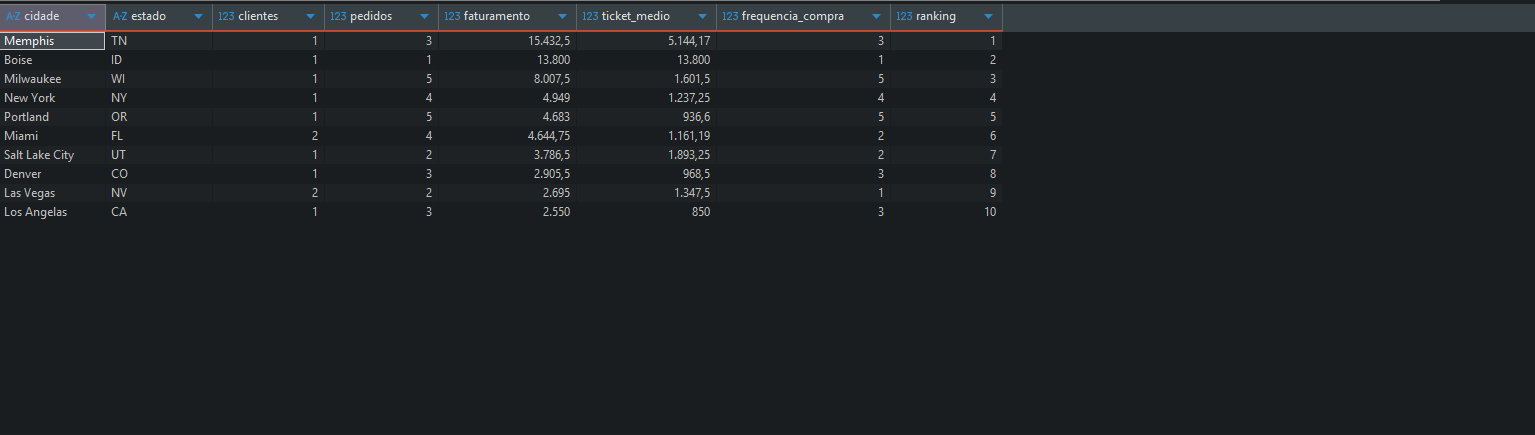 A-Z cidade A-Z estado 123 clientes 123 pedidos 123 faturamento 123 ticket_medio 123 frequencia_compra 123 ranking
Memphis TN 1 3 15.432,5 5.144,17 3 1
Boise ID 1 1 13.800 13.800 1 2
Milwaukee WI 1 5 8.007,5 1.601,5 5 3
New York NY 1 4 4.949 1.237,25 4 4
Portland OR 1 5 4.683 936,6 5 5
Miami FL 2 4 4.644,75 1.161,19 2 6
Salt Lake City UT 1 2 3.786,5 1.893,25 2 7
Denver CO 1 3 2.905,5 968,5 3 8
Las Vegas NV 2 2 2.695 1.347,5 1 9
Los Angelas CA 1 3 2.550 850 3 10